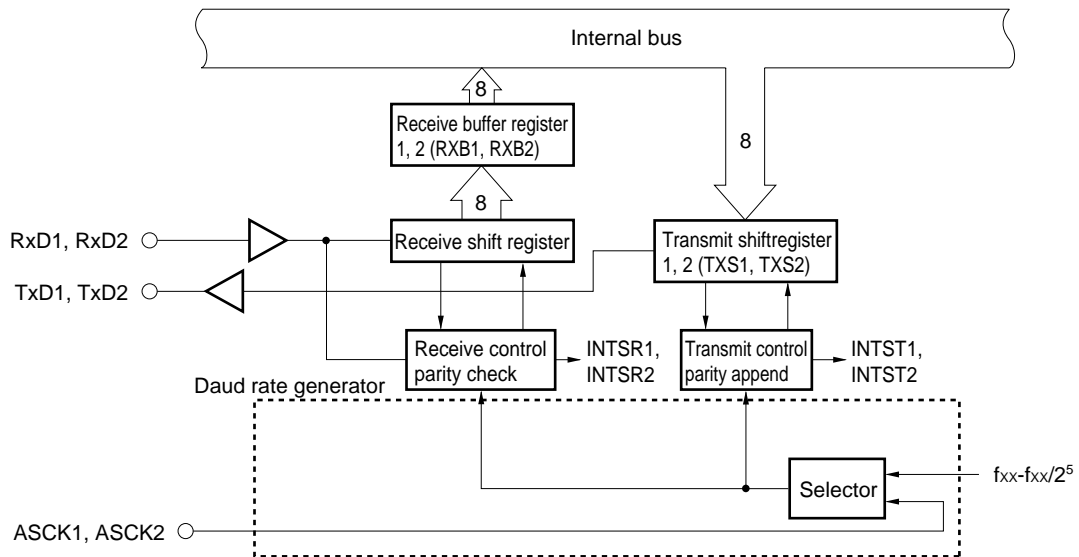 Internal bus
8
Receive buffer register
1, 2 (RXB1, RXB2)
8
8
RxD1, RxD2
Receive shift register
Transmit shiftregister
1, 2 (TXS1, TXS2)
TxD1, TxD2
Receive control
parity check
INTSR1,
INTSR2
Transmit control
parity append
INTST1,
INTST2
Daud rate generator
Selector
fxx-fxx/2⁵
ASCK1, ASCK2